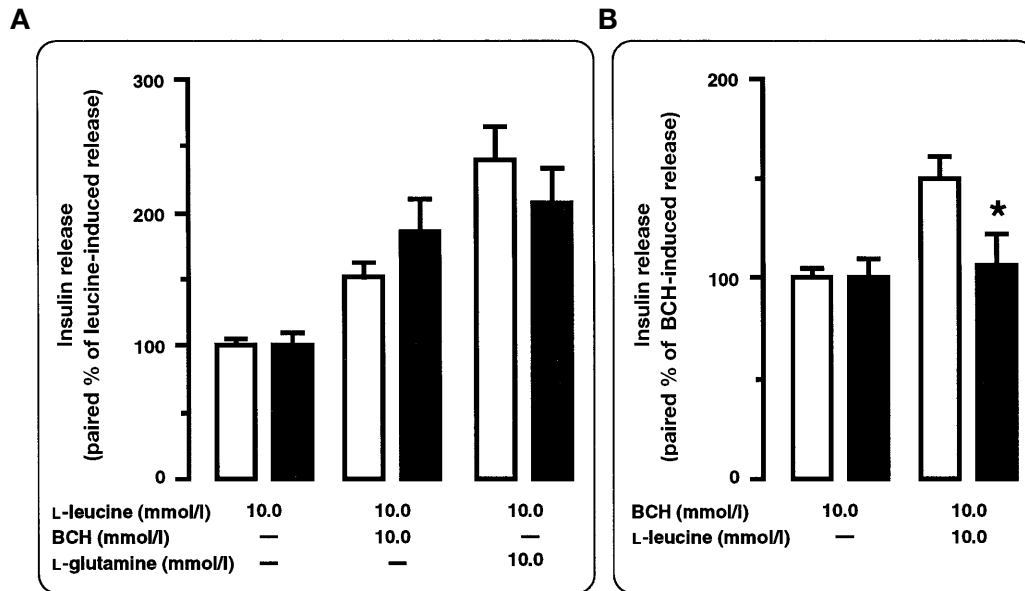 A
Insulin release
(paired % of leucine-induced release)
300
200
100
0
L-leucine (mmol/l) 10.0 10.0 10.0
BCH (mmol/l) — 10.0 —
L-glutamine (mmol/l) — — 10.0
B
Insulin release
(paired % of BCH-induced release)
200
100
0
*
BCH (mmol/l) 10.0 10.0
L-leucine (mmol/l) — 10.0